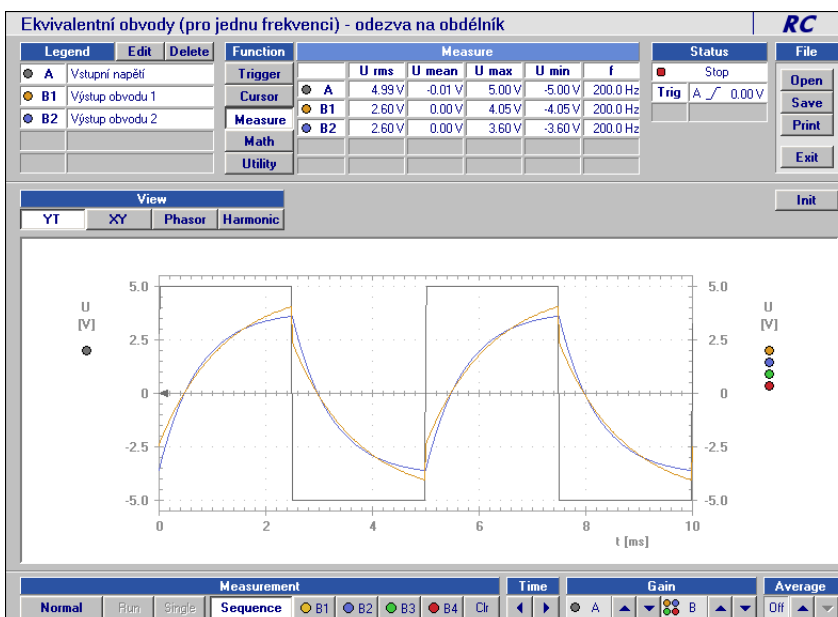 Ekvivalentní obvody (pro jednu frekvenci) - odezva na obdélník RC
Legend Edit Delete Function Measure Status File
U rms U mean U max U min f
A Vstupní napětí Trigger A 4.99 V -0.01 V 5.00 V -5.00 V 200.0 Hz Stop Open
B1 Výstup obvodu 1 Cursor B1 2.60 V 0.00 V 4.05 V -4.05 V 200.0 Hz Trig A 0.00 V Save
B2 Výstup obvodu 2 Measure B2 2.60 V 0.00 V 3.60 V -3.60 V 200.0 Hz Print
Math
Utility Exit
View Init
YT XY Phasor Harmonic
5.0 5.0
U U
[V] [V]
2.5 2.5
0 0
-2.5 -2.5
-5.0 -5.0
0 2 4 6 8 10
t [ms]
Measurement Time Gain Average
Normal Run Single Sequence B1 B2 B3 B4 Clr A B Off